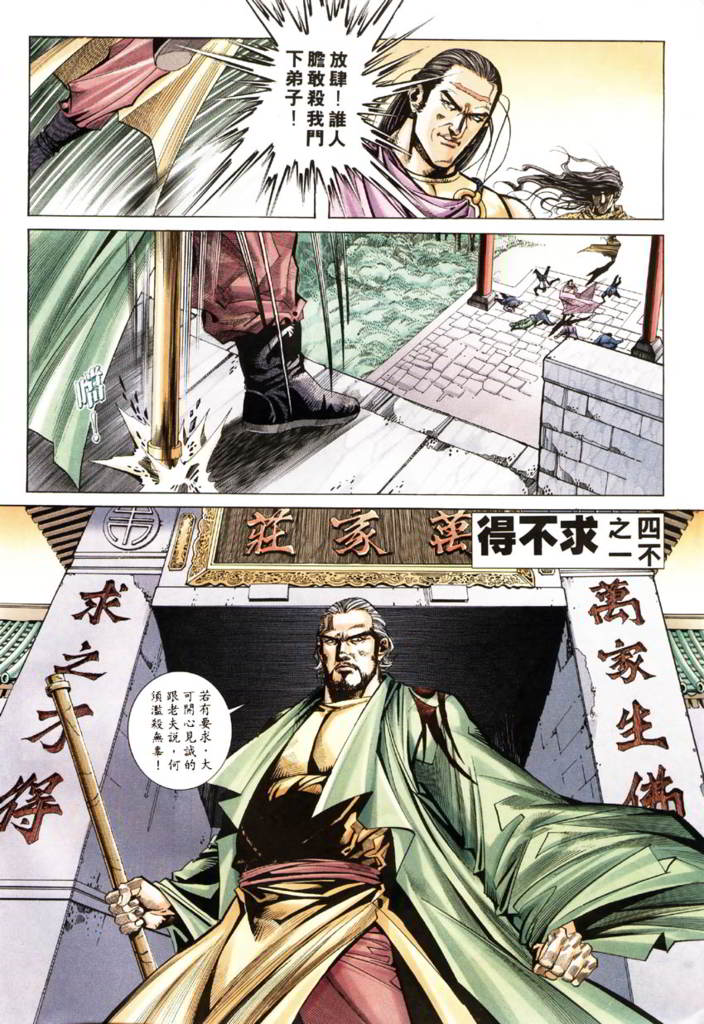 放肆！誰人
膽敢殺我門
下弟子！
嗒！
四不
之一
求不得
萬家莊
萬家生佛
求之才得
若有要求，大
可開心見誠的
跟老夫說，何
須濫殺無辜！